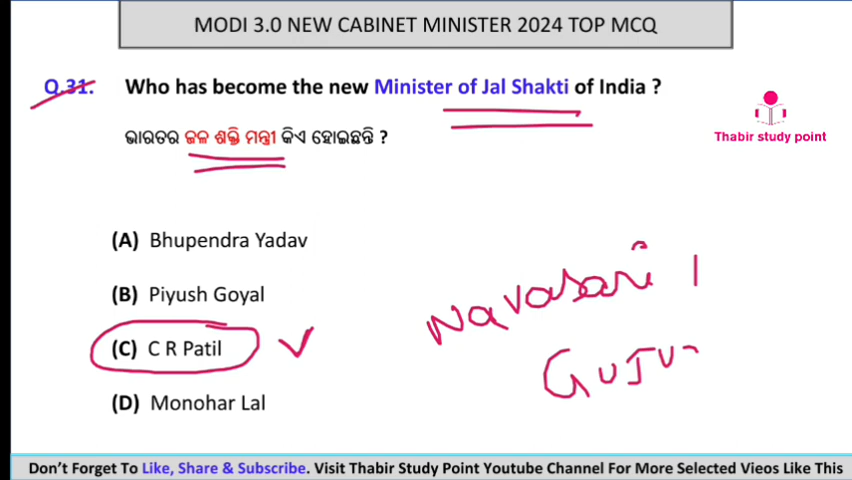 MODI 3.0 NEW CABINET MINISTER 2024 TOP MCQ
Q.31. Who has become the new Minister of Jal Shakti of India ?
ଭାରତର ଜଳ ଶକ୍ତି ମନ୍ତ୍ରୀ କିଏ ହୋଇଛନ୍ତି ?
Thabir study point
(A) Bhupendra Yadav
(B) Piyush Goyal
(C) C R Patil
(D) Monohar Lal
Navasari
GUJ
Don't Forget To Like, Share & Subscribe. Visit Thabir Study Point Youtube Channel For More Selected Vieos Like This